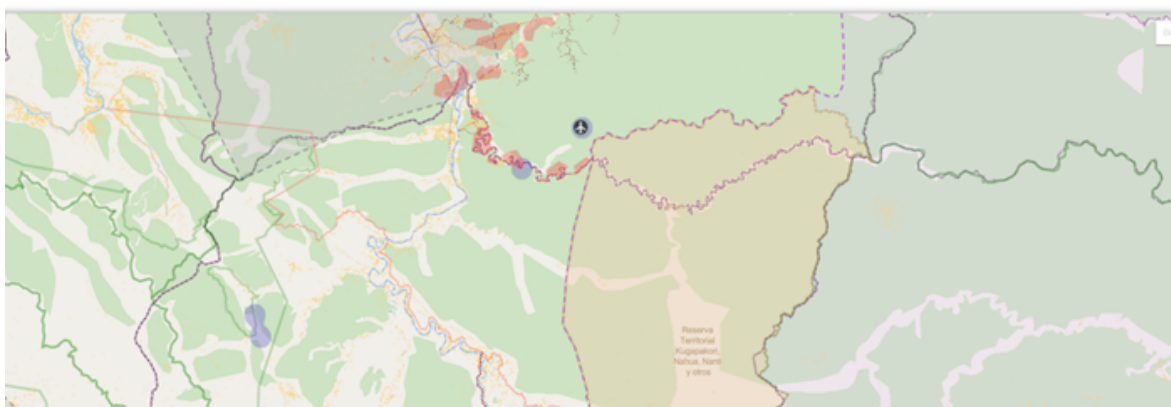 Reserva
Territorial
Kugapakori,
Nahua, Nanti
y otros